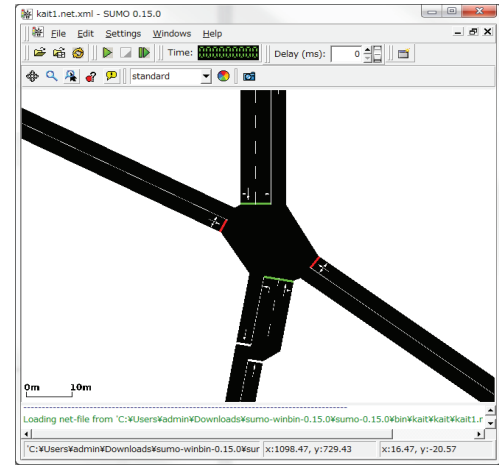 kait1.net.xml - SUMO 0.15.0
File Edit Settings Windows Help
Time: Delay (ms): 0
standard
0m 10m
Loading net-file from 'C:¥Users¥admin¥Downloads¥sumo-winbin-0.15.0¥sumo-0.15.0¥bin¥kait¥kait¥kait1.r
'C:¥Users¥admin¥Downloads¥sumo-winbin-0.15.0¥sur x:1098.47, y:729.43 x:16.47, y:-20.57